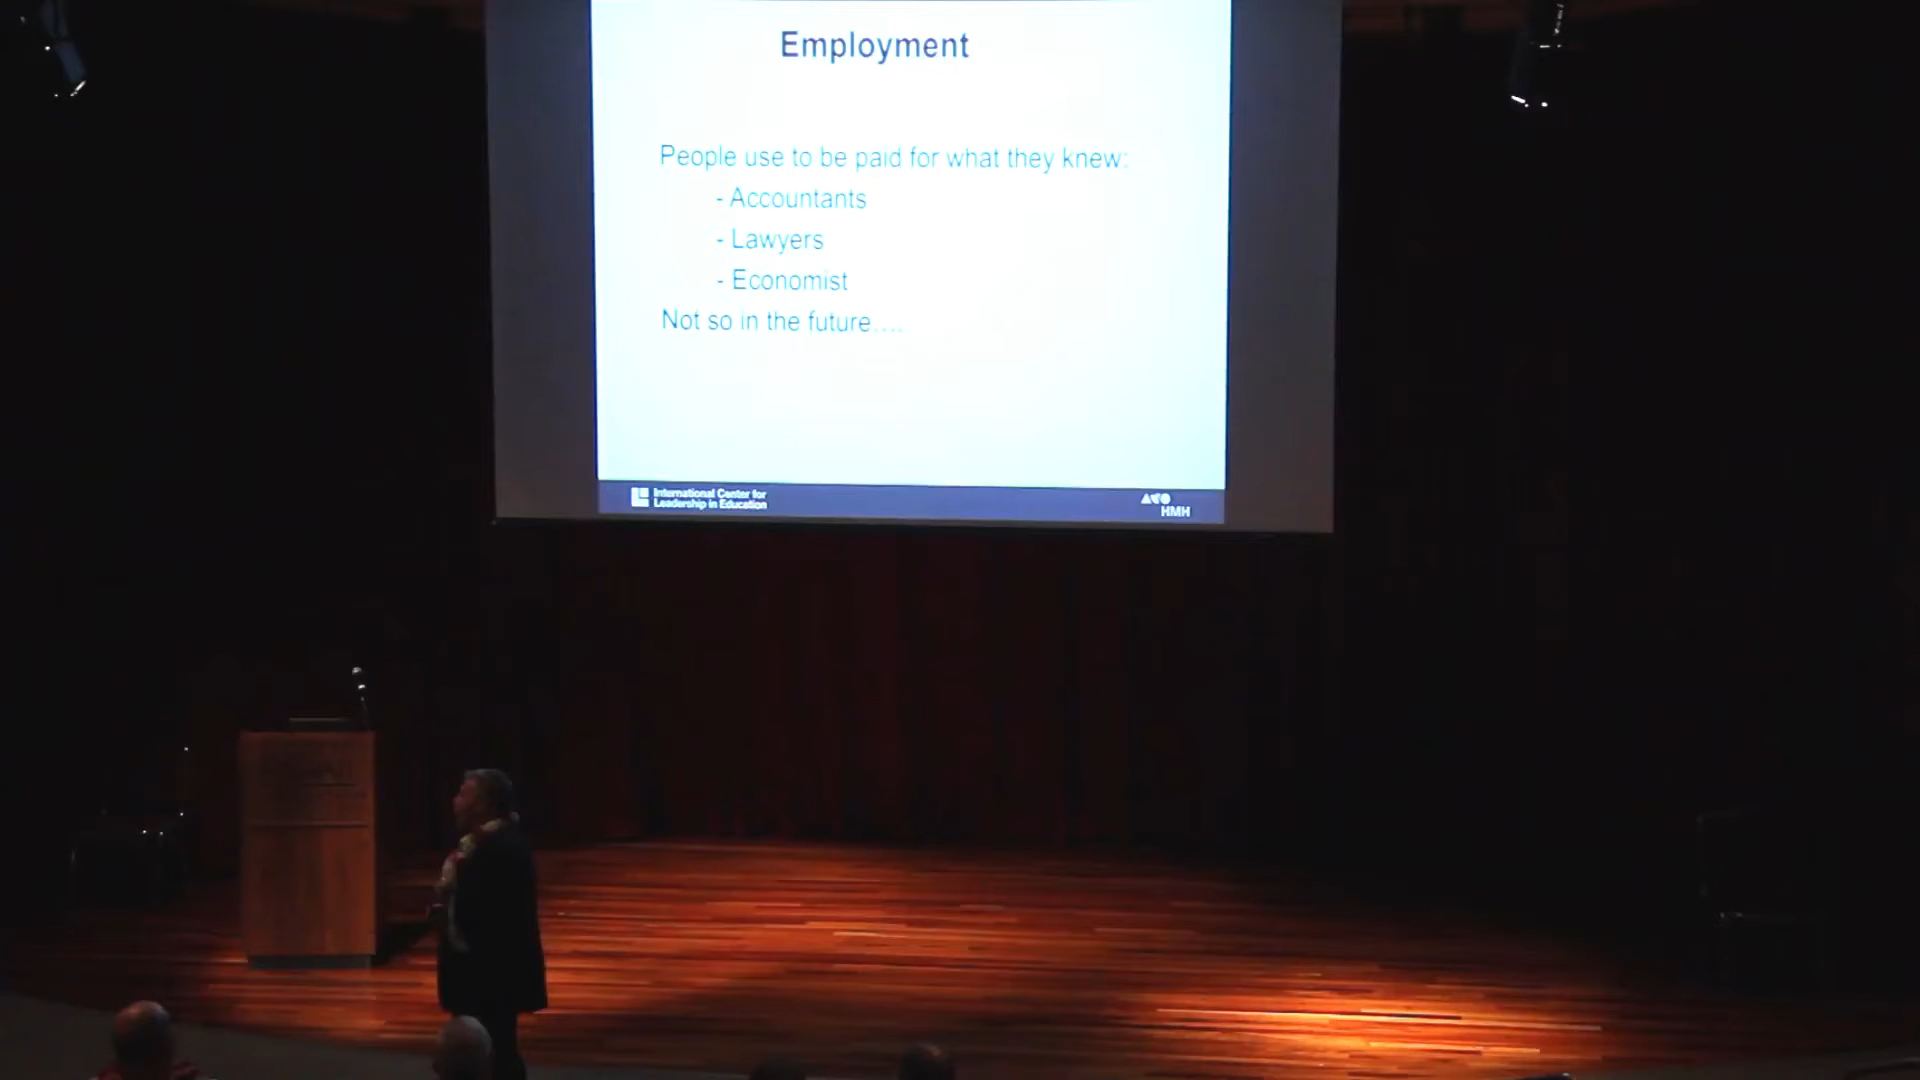 Employment
People use to be paid for what they knew:
- Accountants
- Lawyers
- Economist
Not so in the future.....
International Center for
Leadership in Education
HMH